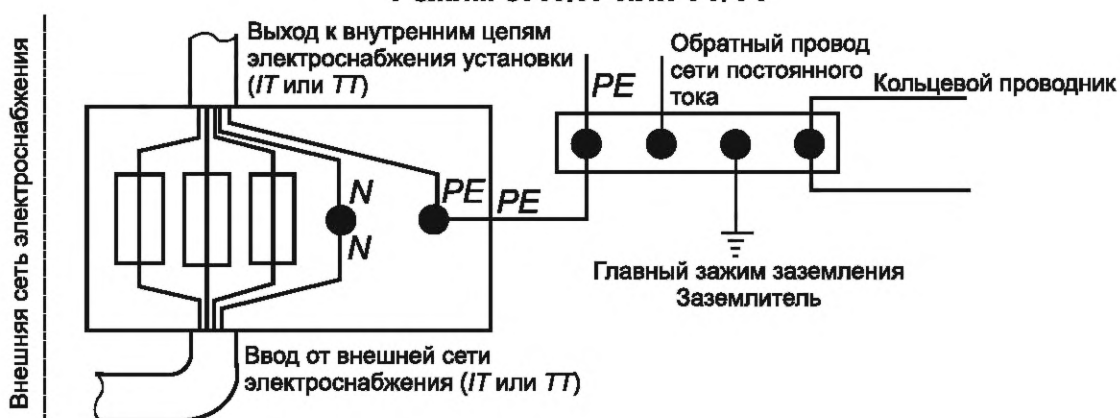 Внешняя сеть электроснабжения
Выход к внутренним цепям
электроснабжения установки
(IT или TT)
PE
Обратный провод
сети постоянного
тока
Кольцевой проводник
N
N
PE
PE
Главный зажим заземления
Заземлитель
Ввод от внешней сети
электроснабжения (IT или TT)